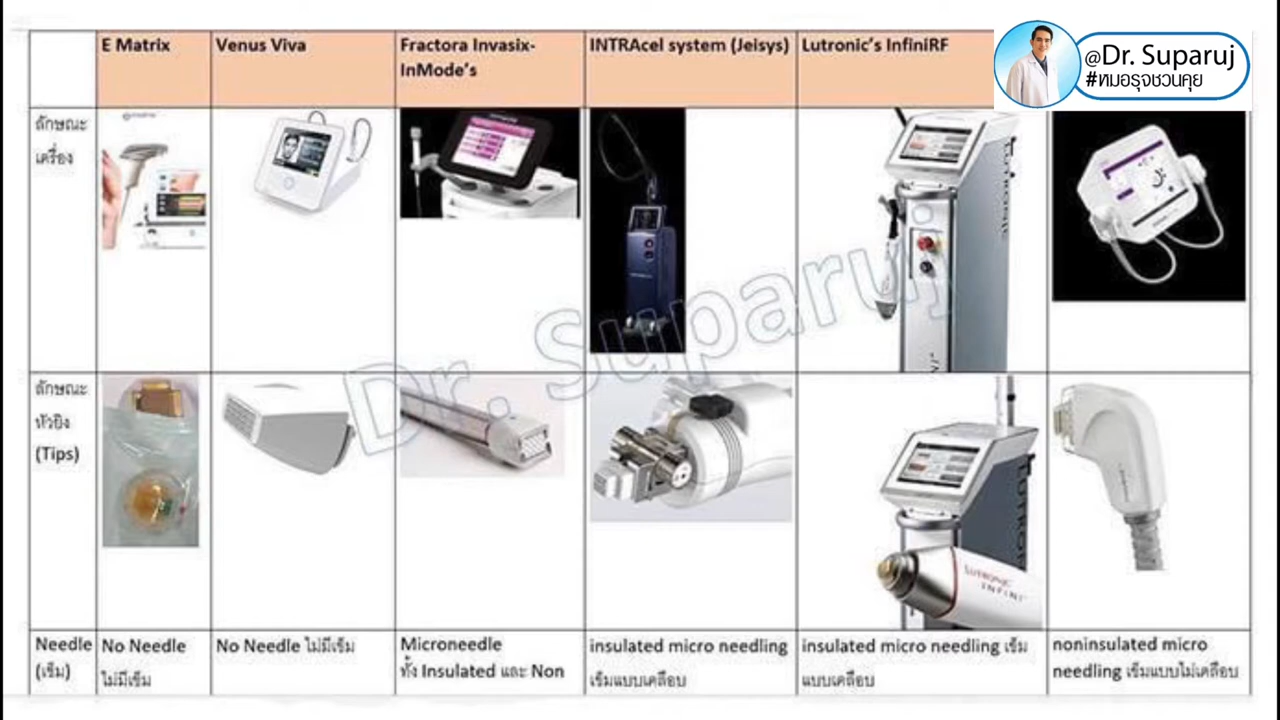 E Matrix
Venus Viva
Fractora Invasix-
InMode's
INTRAcel system (Jeisys)
Lutronic's InfiniRF
@Dr. Suparuj
#หมอรุจชวนคุย
ลักษณะ
เครื่อง
LUTRONIC
Dr. Suparuj
ลักษณะ
หัวยิง
(Tips)
LUTRONIC
INFINI
Needle
(เข็ม)
No Needle
ไม่มีเข็ม
No Needle ไม่มีเข็ม
Microneedle
ทั้ง Insulated และ Non
insulated micro needling
เข็มแบบเคลือบ
insulated micro needling เข็ม
แบบเคลือบ
noninsulated micro
needling เข็มแบบไม่เคลือบ